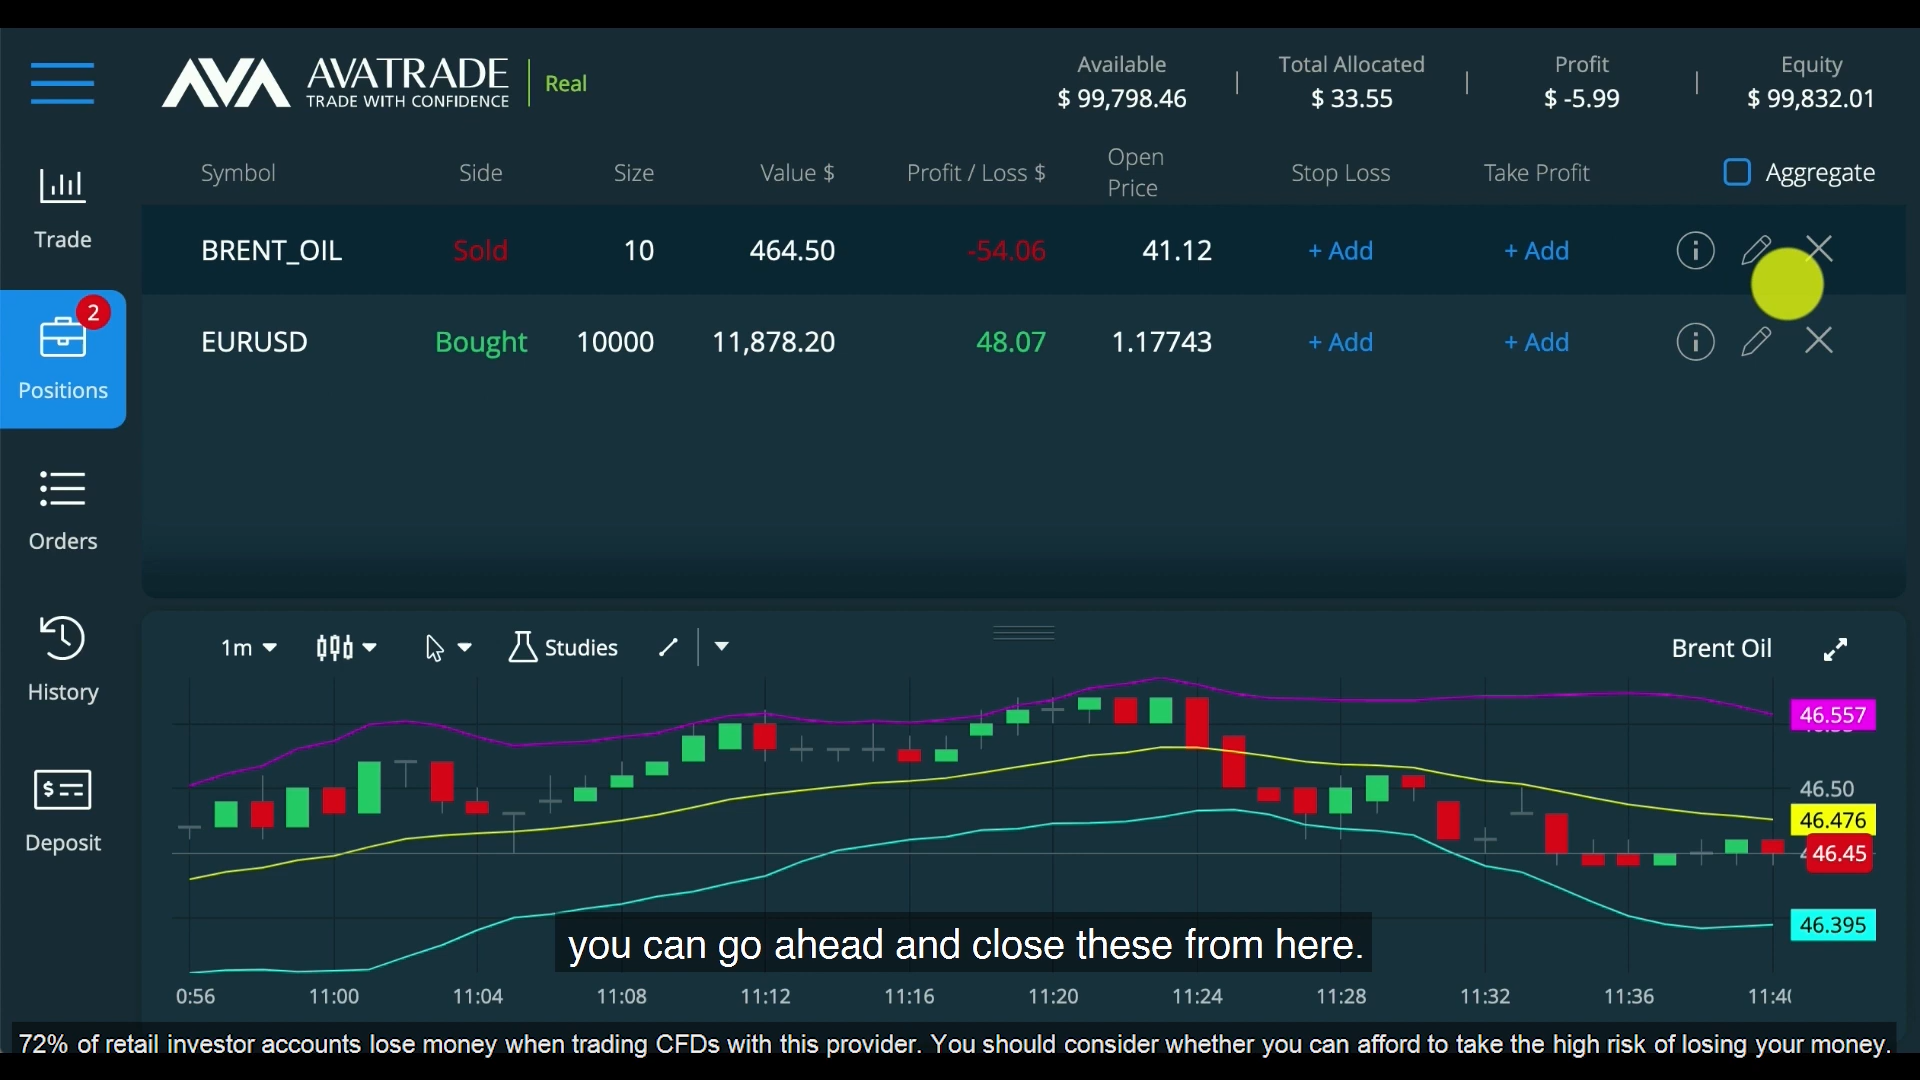 AVA AVATRADE
TRADE WITH CONFIDENCE
Real
Available
$ 99,798.46
Total Allocated
$ 33.55
Profit
$ -5.99
Equity
$ 99,832.01
Symbol Side Size Value $ Profit / Loss $ Open Price Stop Loss Take Profit Aggregate
BRENT_OIL Sold 10 464.50 -54.06 41.12 + Add + Add
EURUSD Bought 10000 11,878.20 48.07 1.17743 + Add + Add
Trade
2
Positions
Orders
History
Deposit
1m Studies Brent Oil
46.557
46.50
46.476
46.45
46.395
you can go ahead and close these from here.
0:56 11:00 11:04 11:08 11:12 11:16 11:20 11:24 11:28 11:32 11:36 11:40
72% of retail investor accounts lose money when trading CFDs with this provider. You should consider whether you can afford to take the high risk of losing your money.